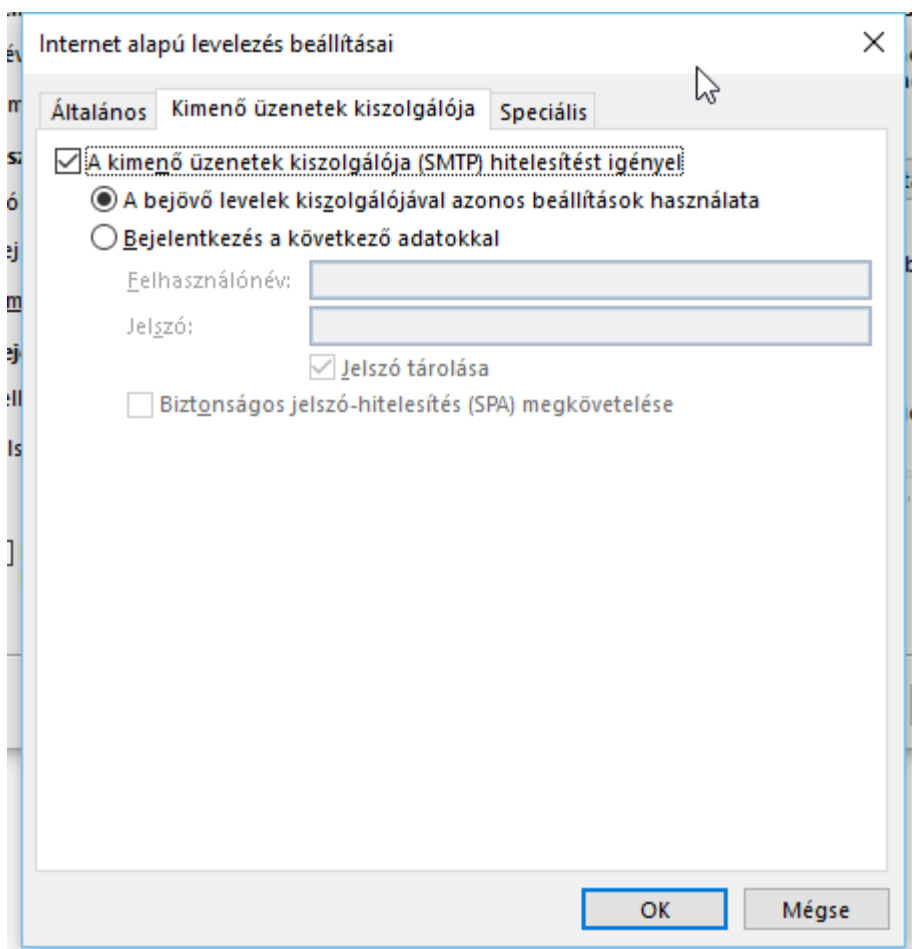 Internet alapú levelezés beállításai
Általános
Kimenő üzenetek kiszolgálója
Speciális
A kimenő üzenetek kiszolgálója (SMTP) hitelesítést igényel
A bejövő levelek kiszolgálójával azonos beállítások használata
Bejelentkezés a következő adatokkal
Felhasználónév:
Jelszó:
Jelszó tárolása
Biztonságos jelszó-hitelesítés (SPA) megkövetelése
OK
Mégse